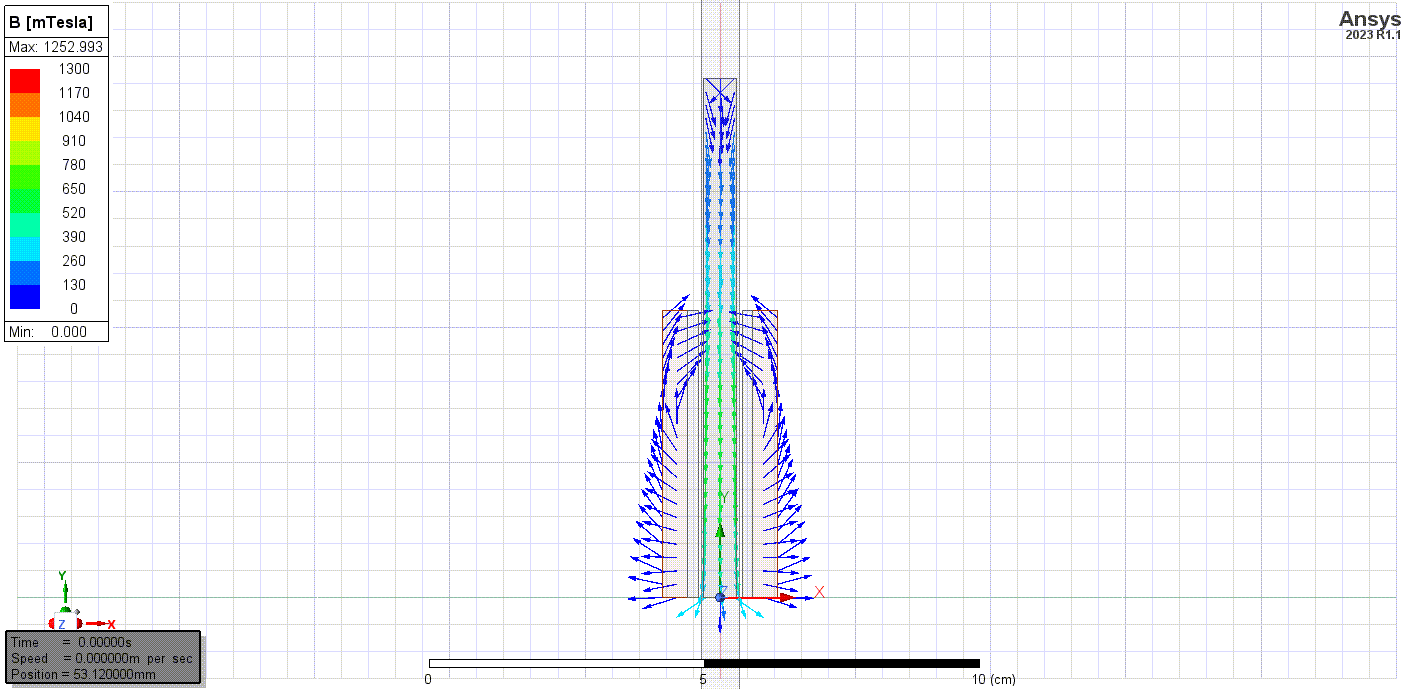 B [mTesla]
Max: 1252.993
1300
1170
1040
910
780
650
520
390
260
130
0
Min: 0.000
Ansys
2023 R1.1
Y
Z
X
Y
Z
X
Time = 0.00000s
Speed = 0.000000m per sec
Position = 53.120000mm
0
5
10 (cm)